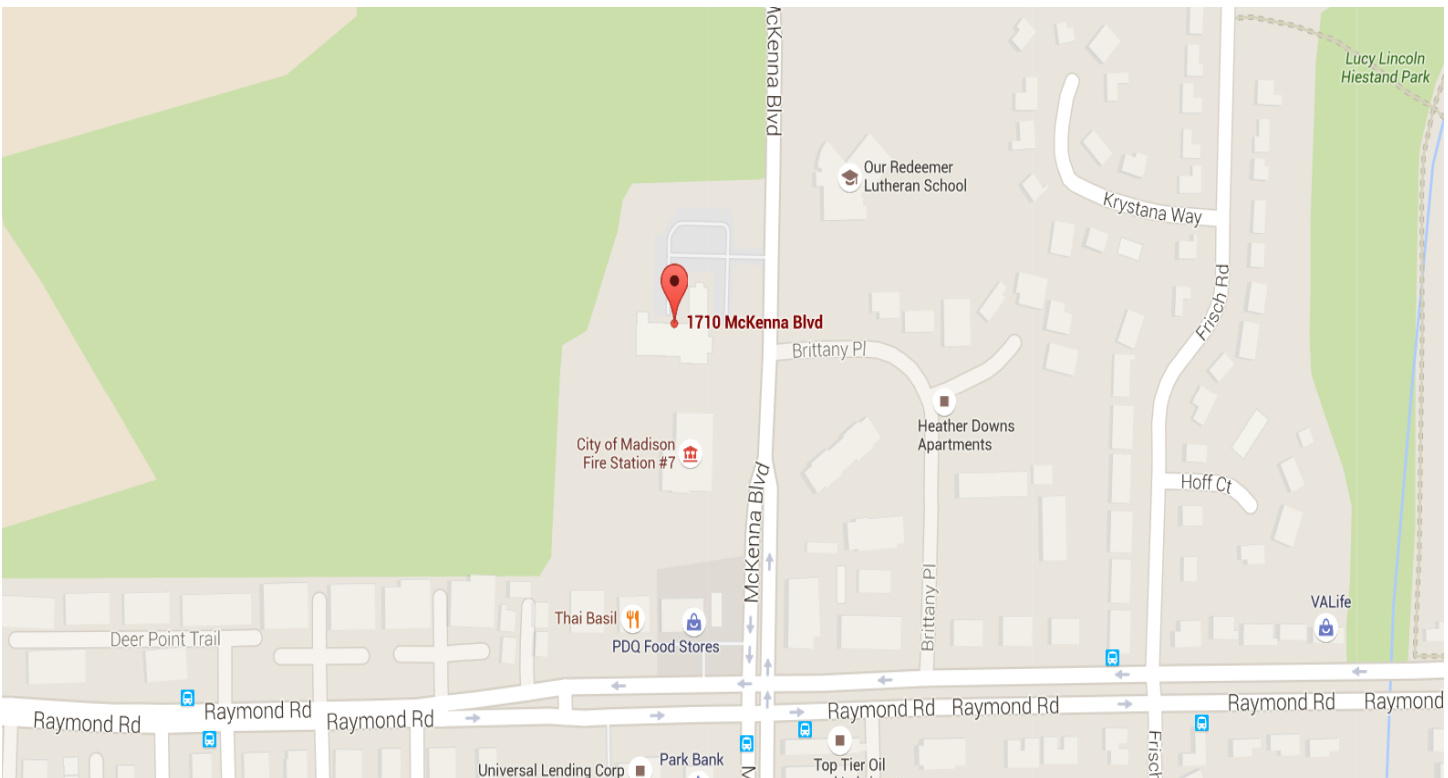 McKenna Blvd
Lucy Lincoln
Hiestand Park
Our Redeemer
Lutheran School
Krystana Way
Frisch Rd
1710 McKenna Blvd
Brittany Pl
Heather Downs
Apartments
City of Madison
Fire Station #7
McKenna Blvd
Hoff Ct
Brittany Pl
Thai Basil
PDQ Food Stores
VALife
Deer Point Trail
Raymond Rd
Raymond Rd
Raymond Rd
Raymond Rd
Raymond Rd
Raymond Rd
Raymond
Frisch
Universal Lending Corp
Park Bank
Top Tier Oil